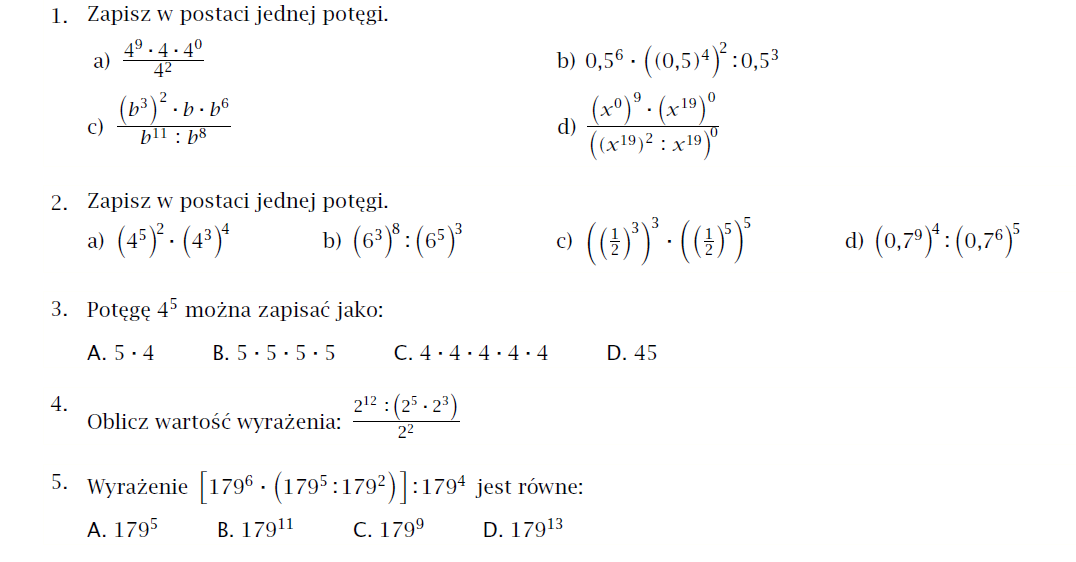 1. Zapisz w postaci jednej potęgi.
a) \frac{4^9 · 4 · 4^0}{4^2} b) 0,5^6 · ((0,5)^4)^2 : 0,5^3
c) \frac{(b^3)^2 · b · b^6}{b^{11} : b^8} d) \frac{(x^0)^9 · (x^{19})^0}{((x^{19})^2 : x^{19})^0}
2. Zapisz w postaci jednej potęgi.
a) (4^5)^2 · (4^3)^4 b) (6^3)^8 : (6^5)^3 c) ((\frac{1}{2})^3)^3 · ((\frac{1}{2})^5)^5 d) (0,7^9)^4 : (0,7^6)^5
3. Potęgę 4^5 można zapisać jako:
A. 5 · 4 B. 5 · 5 · 5 · 5 C. 4 · 4 · 4 · 4 · 4 D. 45
4. Oblicz wartość wyrażenia: \frac{2^{12} : (2^5 · 2^3)}{2^2}
5. Wyrażenie [179^6 · (179^5 : 179^2)] : 179^4 jest równe:
A. 179^5 B. 179^{11} C. 179^9 D. 179^{13}